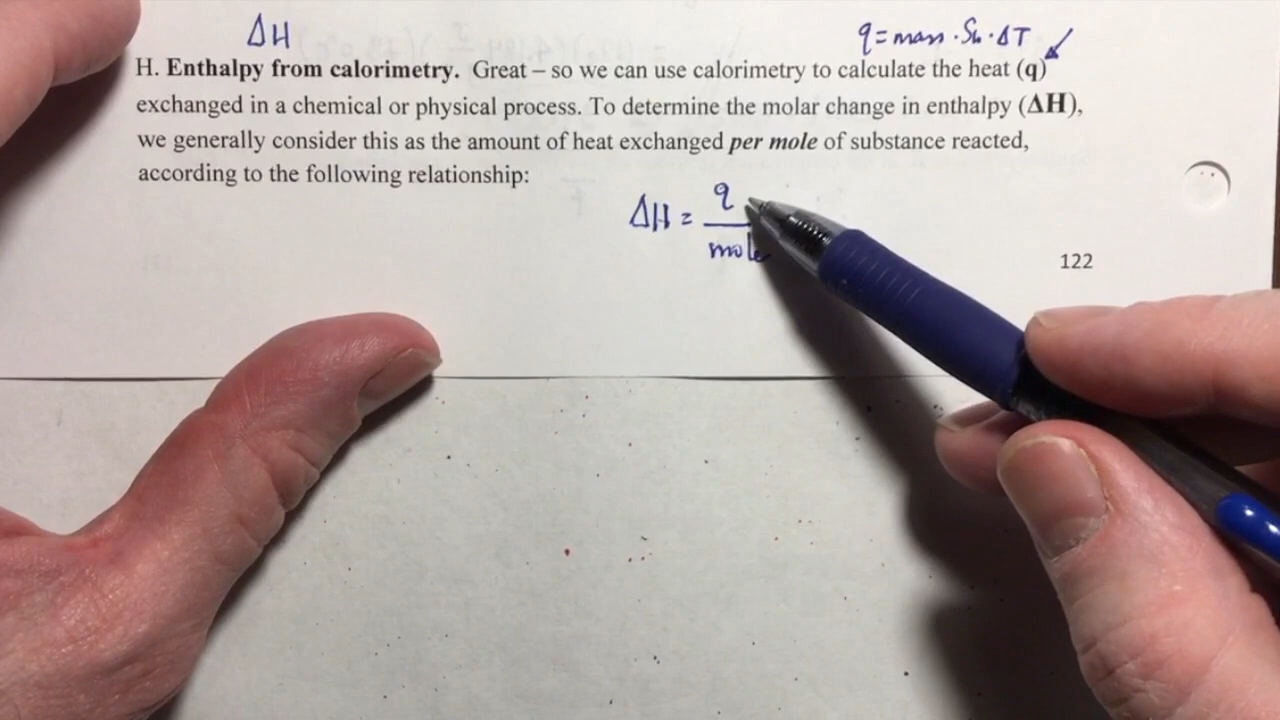 ΔH
q = mass · Sh · ΔT
H. Enthalpy from calorimetry. Great – so we can use calorimetry to calculate the heat (q)
exchanged in a chemical or physical process. To determine the molar change in enthalpy (ΔH),
we generally consider this as the amount of heat exchanged per mole of substance reacted,
according to the following relationship:
ΔH = q
mole
122